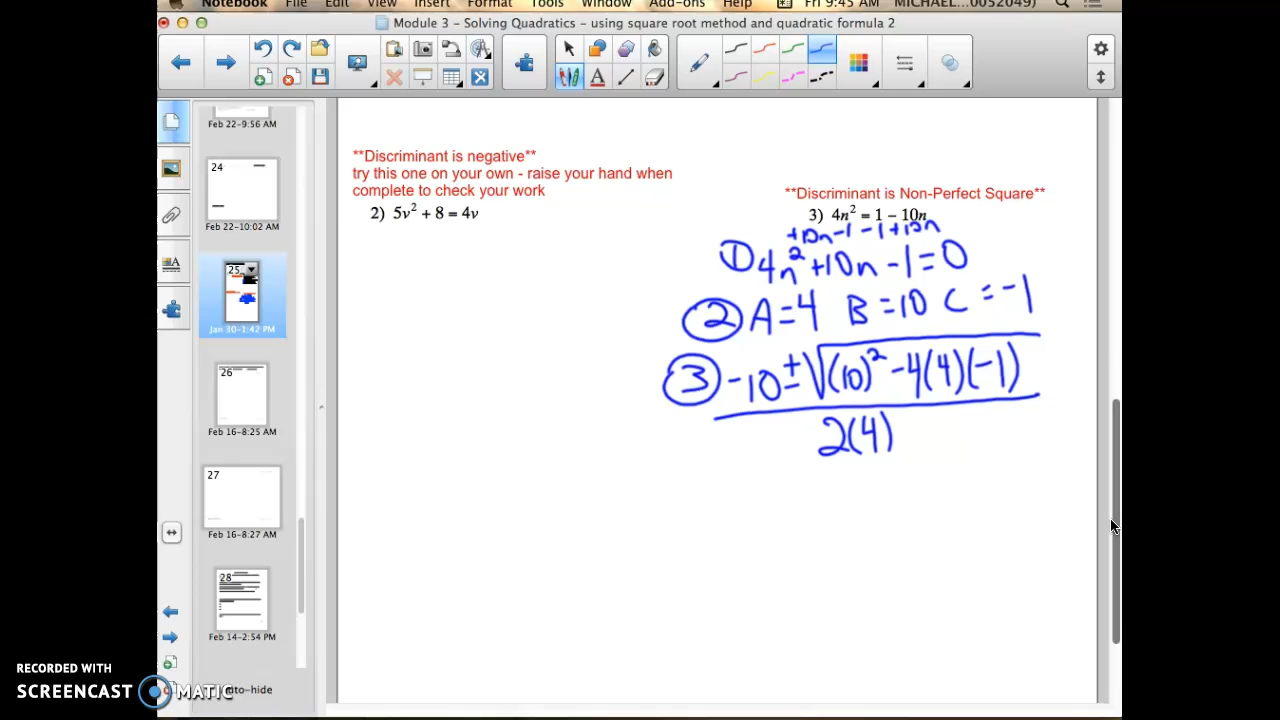 Notebook File Edit View Insert Format Tools Window Add-ons Help Fri 9:45 AM MICHAEL...0052049)
Module 3 - Solving Quadratics - using square root method and quadratic formula 2
Feb 22-9:56 AM
24
Feb 22-10:02 AM
25
Jan 30-1:42 PM
26
Feb 16-8:25 AM
27
Feb 16-8:27 AM
28
Feb 14-2:54 PM
**Discriminant is negative**
try this one on your own - raise your hand when
complete to check your work
2) 5v² + 8 = 4v
**Discriminant is Non-Perfect Square**
3) 4n² = 1 − 10n
+10n −1 −1 +10n
① 4n² +10n −1 = 0
② A = 4 B = 10 C = −1
③ −10 ± √(10)² −4(4)(−1)
2(4)
RECORDED WITH
SCREENCAST MATIC
uto-hide